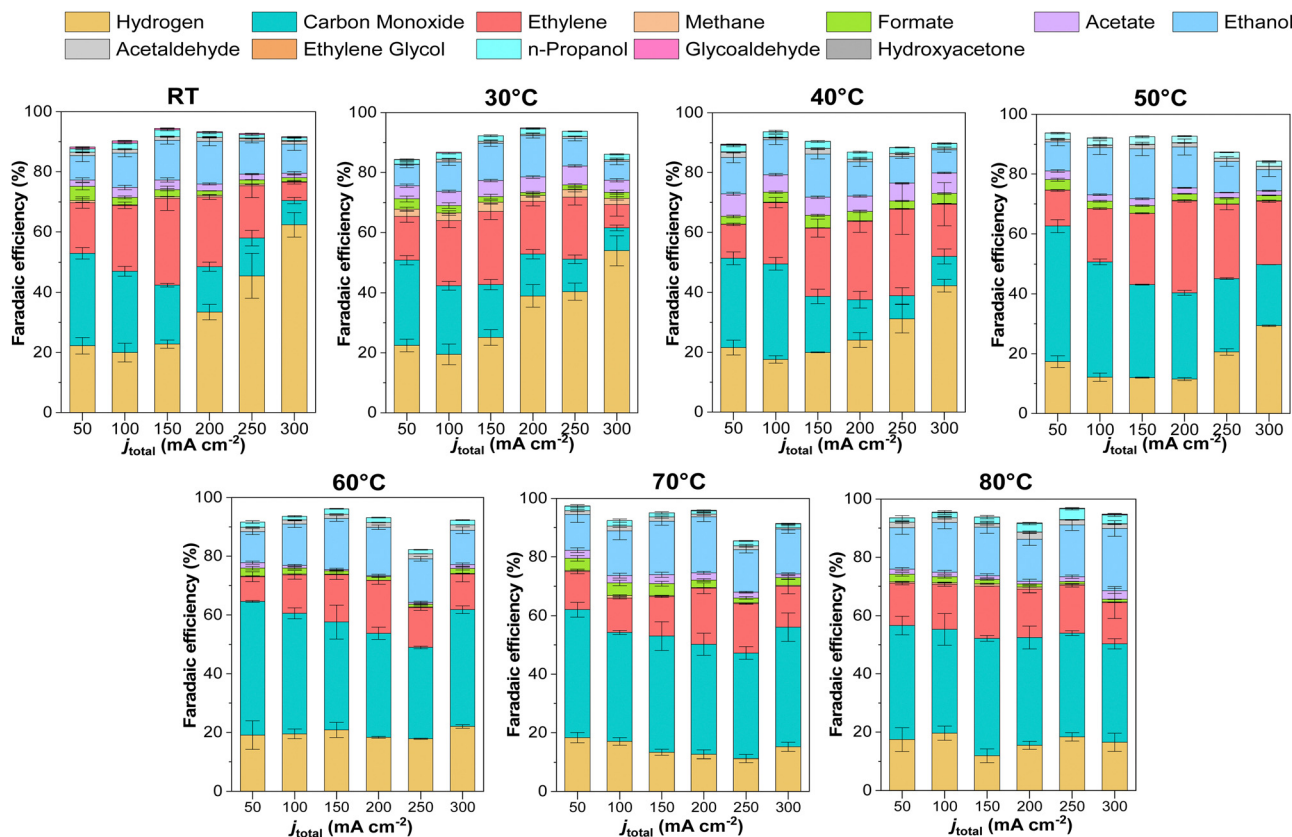 Hydrogen Carbon Monoxide Ethylene Methane Formate Acetate Ethanol
Acetaldehyde Ethylene Glycol n-Propanol Glycoaldehyde Hydroxyacetone
RT
Faradaic efficiency (%)
100
80
60
40
20
0
50 100 150 200 250 300
j_total (mA cm⁻²)
30°C
Faradaic efficiency (%)
100
80
60
40
20
0
50 100 150 200 250 300
j_total (mA cm⁻²)
40°C
Faradaic efficiency (%)
100
80
60
40
20
0
50 100 150 200 250 300
j_total (mA cm⁻²)
50°C
Faradaic efficiency (%)
100
80
60
40
20
0
50 100 150 200 250 300
j_total (mA cm⁻²)
60°C
Faradaic efficiency (%)
100
80
60
40
20
0
50 100 150 200 250 300
j_total (mA cm⁻²)
70°C
Faradaic efficiency (%)
100
80
60
40
20
0
50 100 150 200 250 300
j_total (mA cm⁻²)
80°C
Faradaic efficiency (%)
100
80
60
40
20
0
50 100 150 200 250 300
j_total (mA cm⁻²)